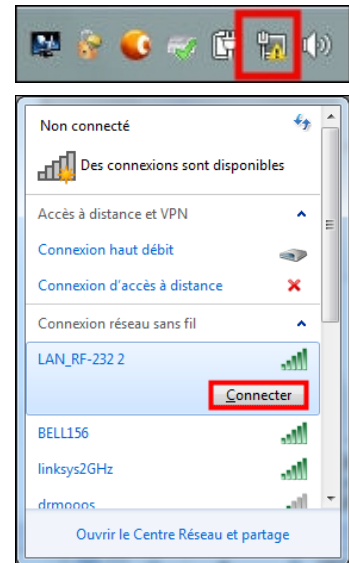 Non connecté
Des connexions sont disponibles
Accès à distance et VPN
Connexion haut débit
Connexion d'accès à distance
Connexion réseau sans fil
LAN_RF-232 2
Connecter
BELL156
linksys2GHz
drmooos
Ouvrir le Centre Réseau et partage